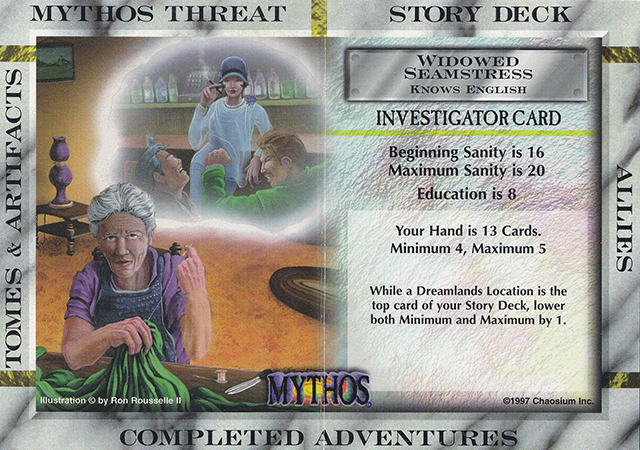 MYTHOS THREAT
STORY DECK
TOMES & ARTIFACTS
WIDOWED
SEAMSTRESS
KNOWS ENGLISH
INVESTIGATOR CARD
Beginning Sanity is 16
Maximum Sanity is 20
Education is 8
Your Hand is 13 Cards.
Minimum 4, Maximum 5
While a Dreamlands Location is the
top card of your Story Deck, lower
both Minimum and Maximum by 1.
ALLIES
Illustration © by Ron Rousselle II
MYTHOS
©1997 Chaosium Inc.
COMPLETED ADVENTURES